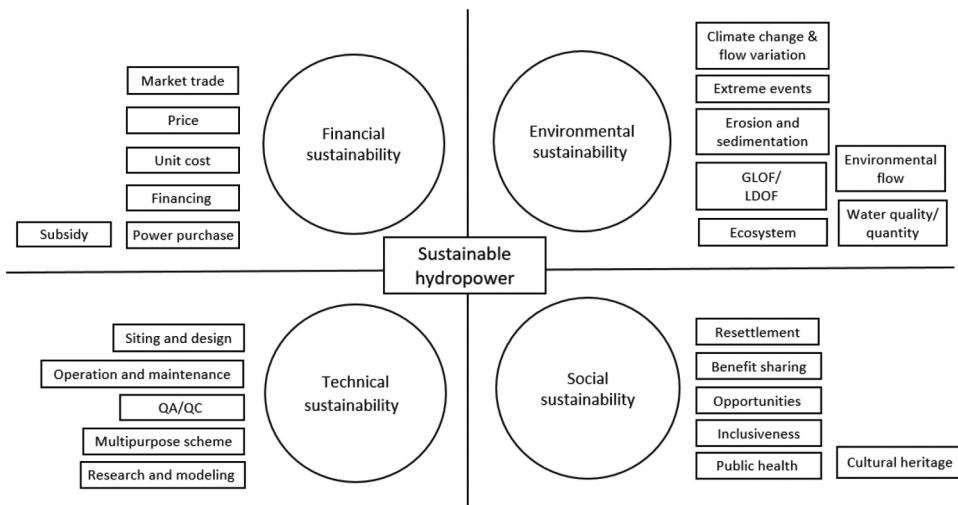 Market trade
Price
Unit cost
Financing
Subsidy
Power purchase
Financial
sustainability
Environmental
sustainability
Climate change &
flow variation
Extreme events
Erosion and
sedimentation
GLOF/
LDOF
Ecosystem
Environmental
flow
Water quality/
quantity
Sustainable
hydropower
Siting and design
Operation and maintenance
QA/QC
Multipurpose scheme
Research and modeling
Technical
sustainability
Social
sustainability
Resettlement
Benefit sharing
Opportunities
Inclusiveness
Public health
Cultural heritage